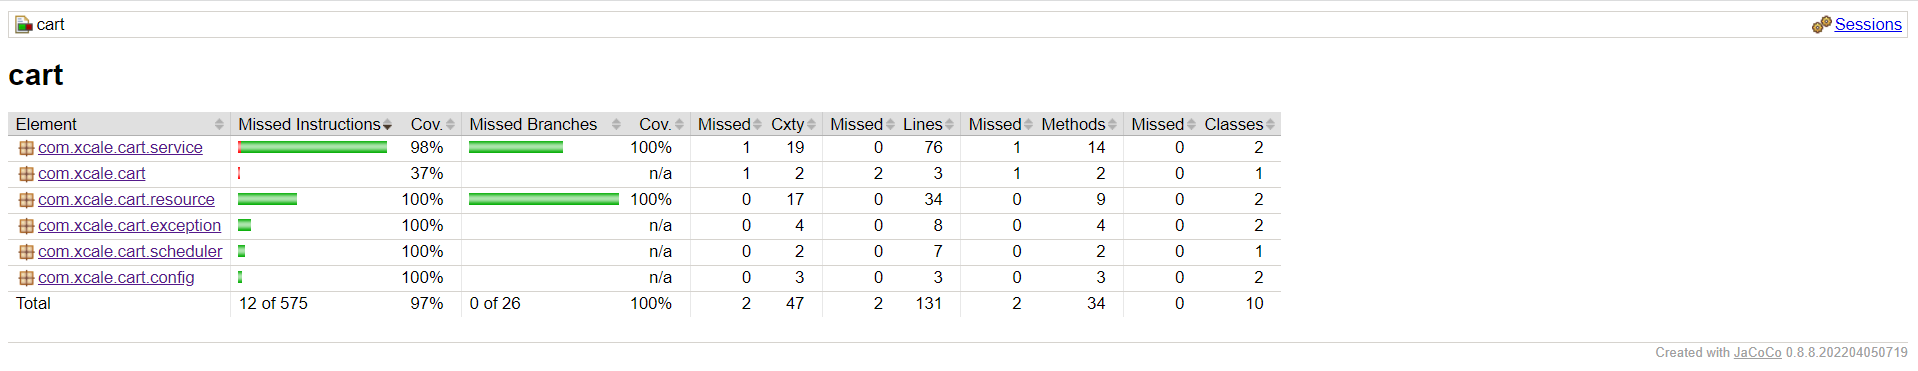 cart Sessions
cart
Element Missed Instructions Cov. Missed Branches Cov. Missed Cxty Missed Lines Missed Methods Missed Classes
com.xcale.cart.service 98% 100% 1 19 0 76 1 14 0 2
com.xcale.cart 37% n/a 1 2 2 3 1 2 0 1
com.xcale.cart.resource 100% 100% 0 17 0 34 0 9 0 2
com.xcale.cart.exception 100% n/a 0 4 0 8 0 4 0 2
com.xcale.cart.scheduler 100% n/a 0 2 0 7 0 2 0 1
com.xcale.cart.config 100% n/a 0 3 0 3 0 3 0 2
Total 12 of 575 97% 0 of 26 100% 2 47 2 131 2 34 0 10
Created with JaCoCo 0.8.8.202204050719